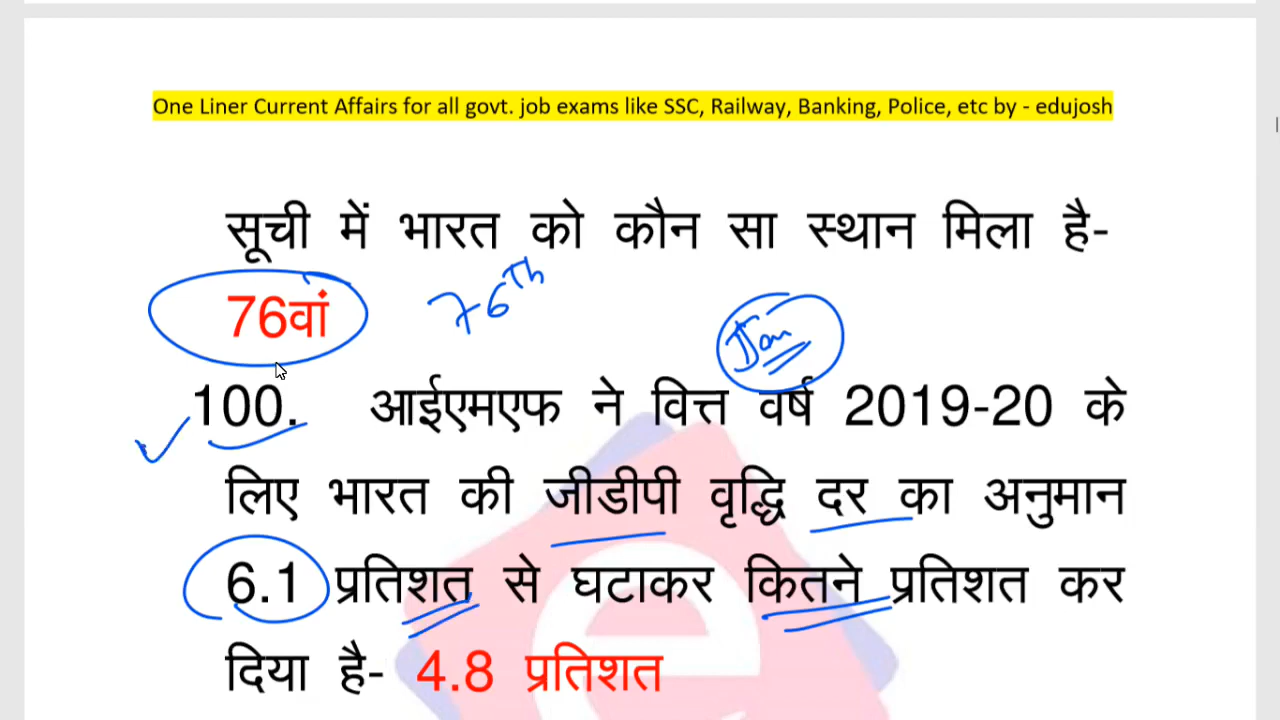 One Liner Current Affairs for all govt. job exams like SSC, Railway, Banking, Police, etc by - edujosh
सूची में भारत को कौन सा स्थान मिला है-
76वां 76Th
Jan
100. आईएमएफ ने वित्त वर्ष 2019-20 के
लिए भारत की जीडीपी वृद्धि दर का अनुमान
6.1 प्रतिशत से घटाकर कितने प्रतिशत कर
दिया है- 4.8 प्रतिशत